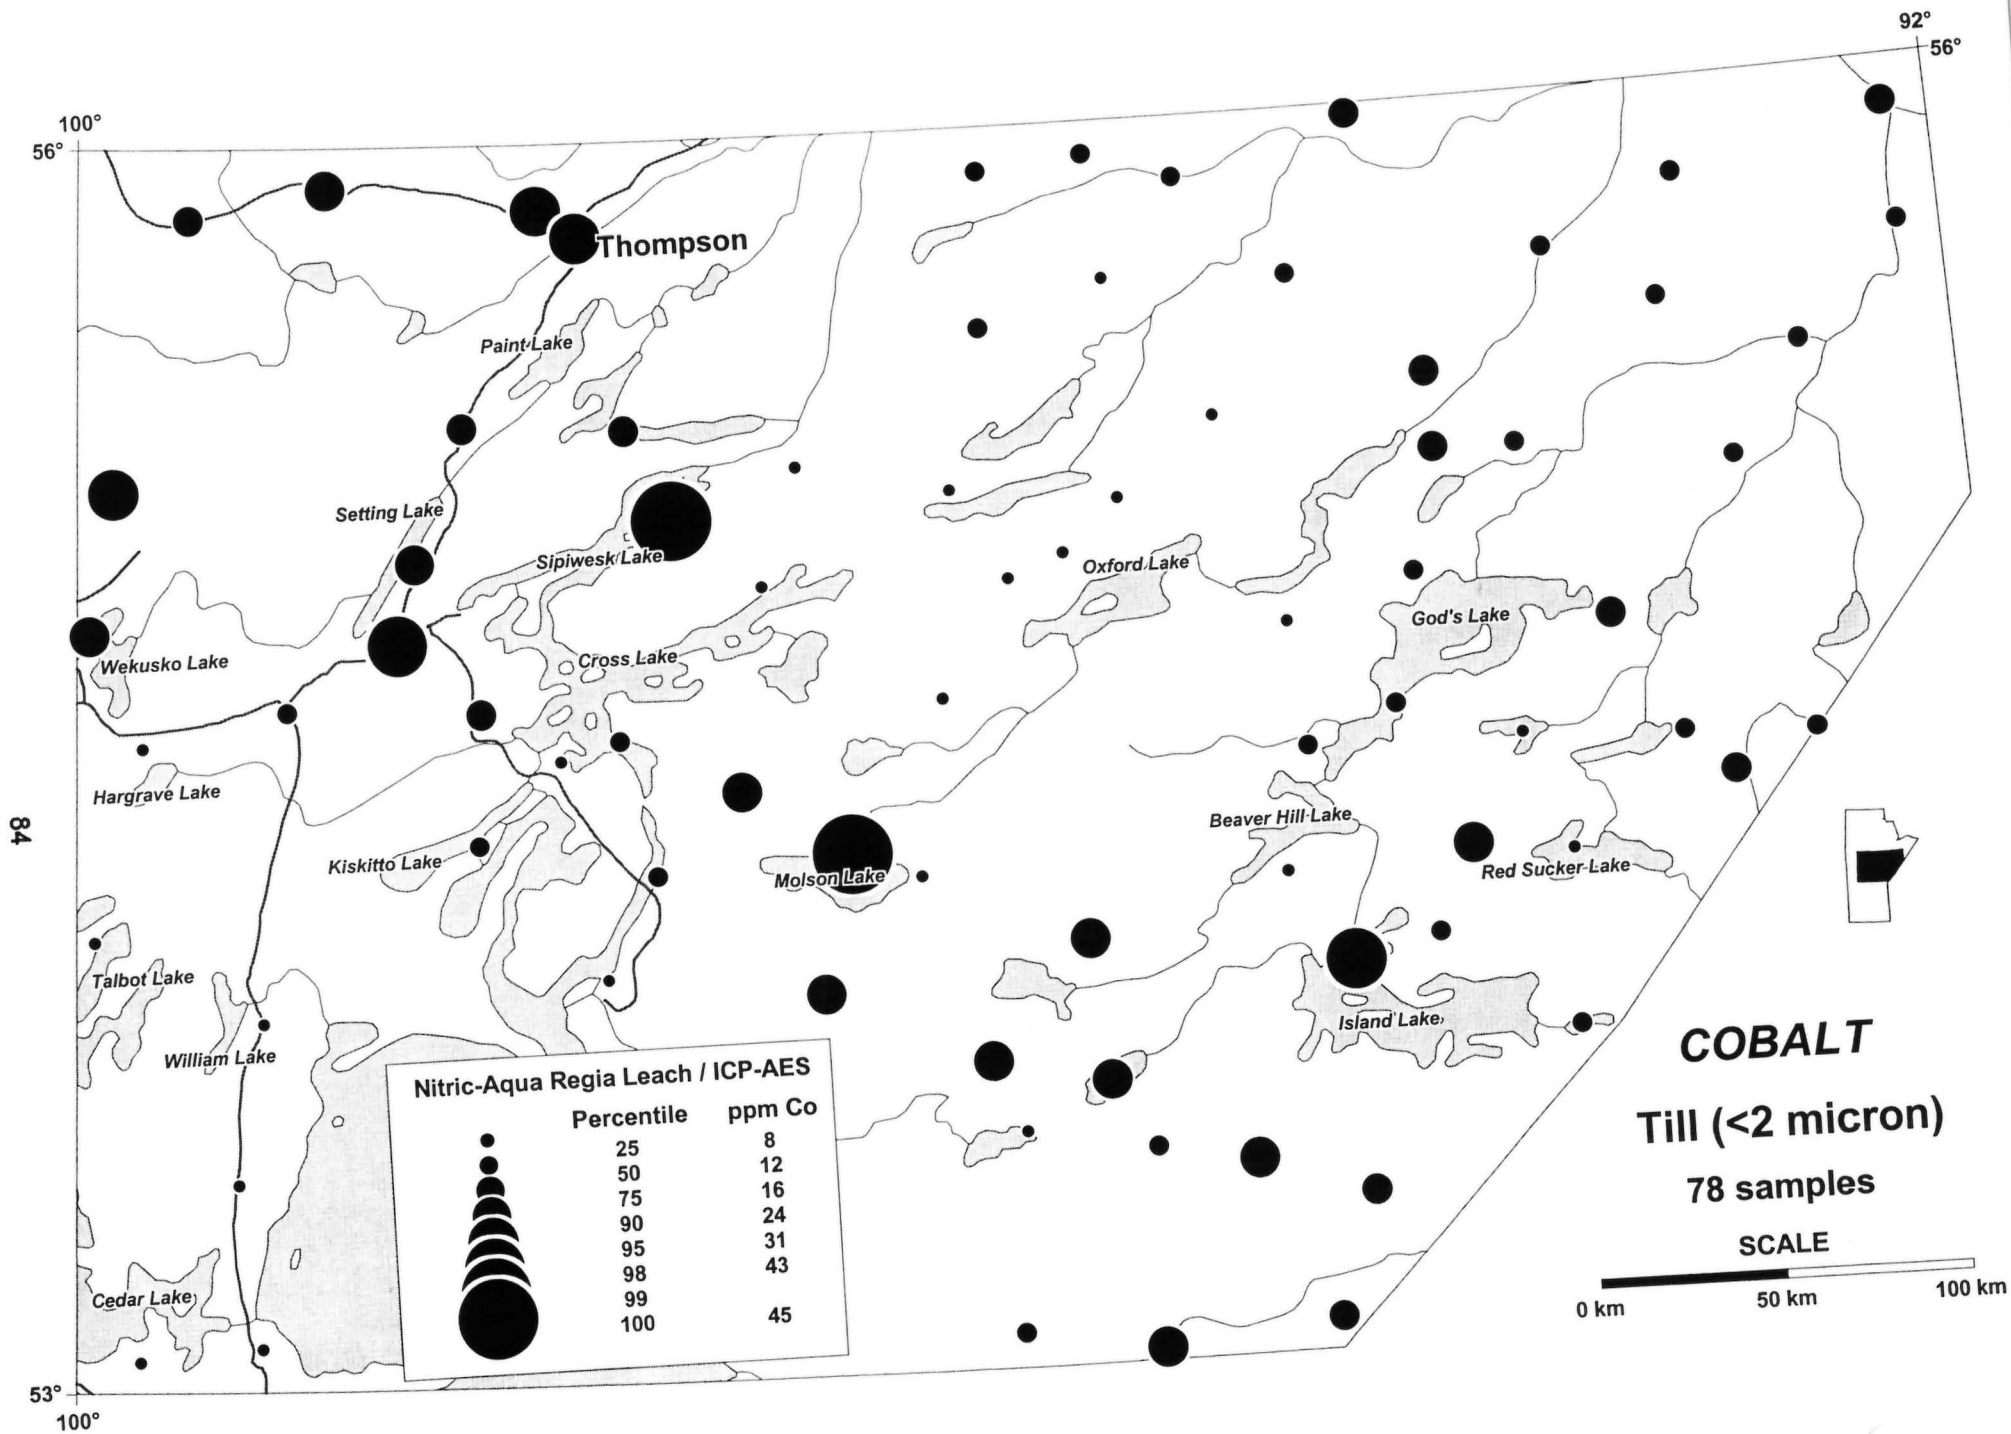 92°
56°
100°
56°
Thompson
Paint Lake
Setting Lake
Sipiwesk Lake
Oxford Lake
God's Lake
Wekusko Lake
Cross Lake
Hargrave Lake
Beaver Hill Lake
84
Kiskitto Lake
Molson Lake
Red Sucker Lake
Talbot Lake
Island Lake
William Lake
Cedar Lake
Nitric-Aqua Regia Leach / ICP-AES
Percentile ppm Co
25 8
50 12
75 16
90 24
95 31
98 43
99
100 45
COBALT
Till (<2 micron)
78 samples
SCALE
0 km 50 km 100 km
53°
100°